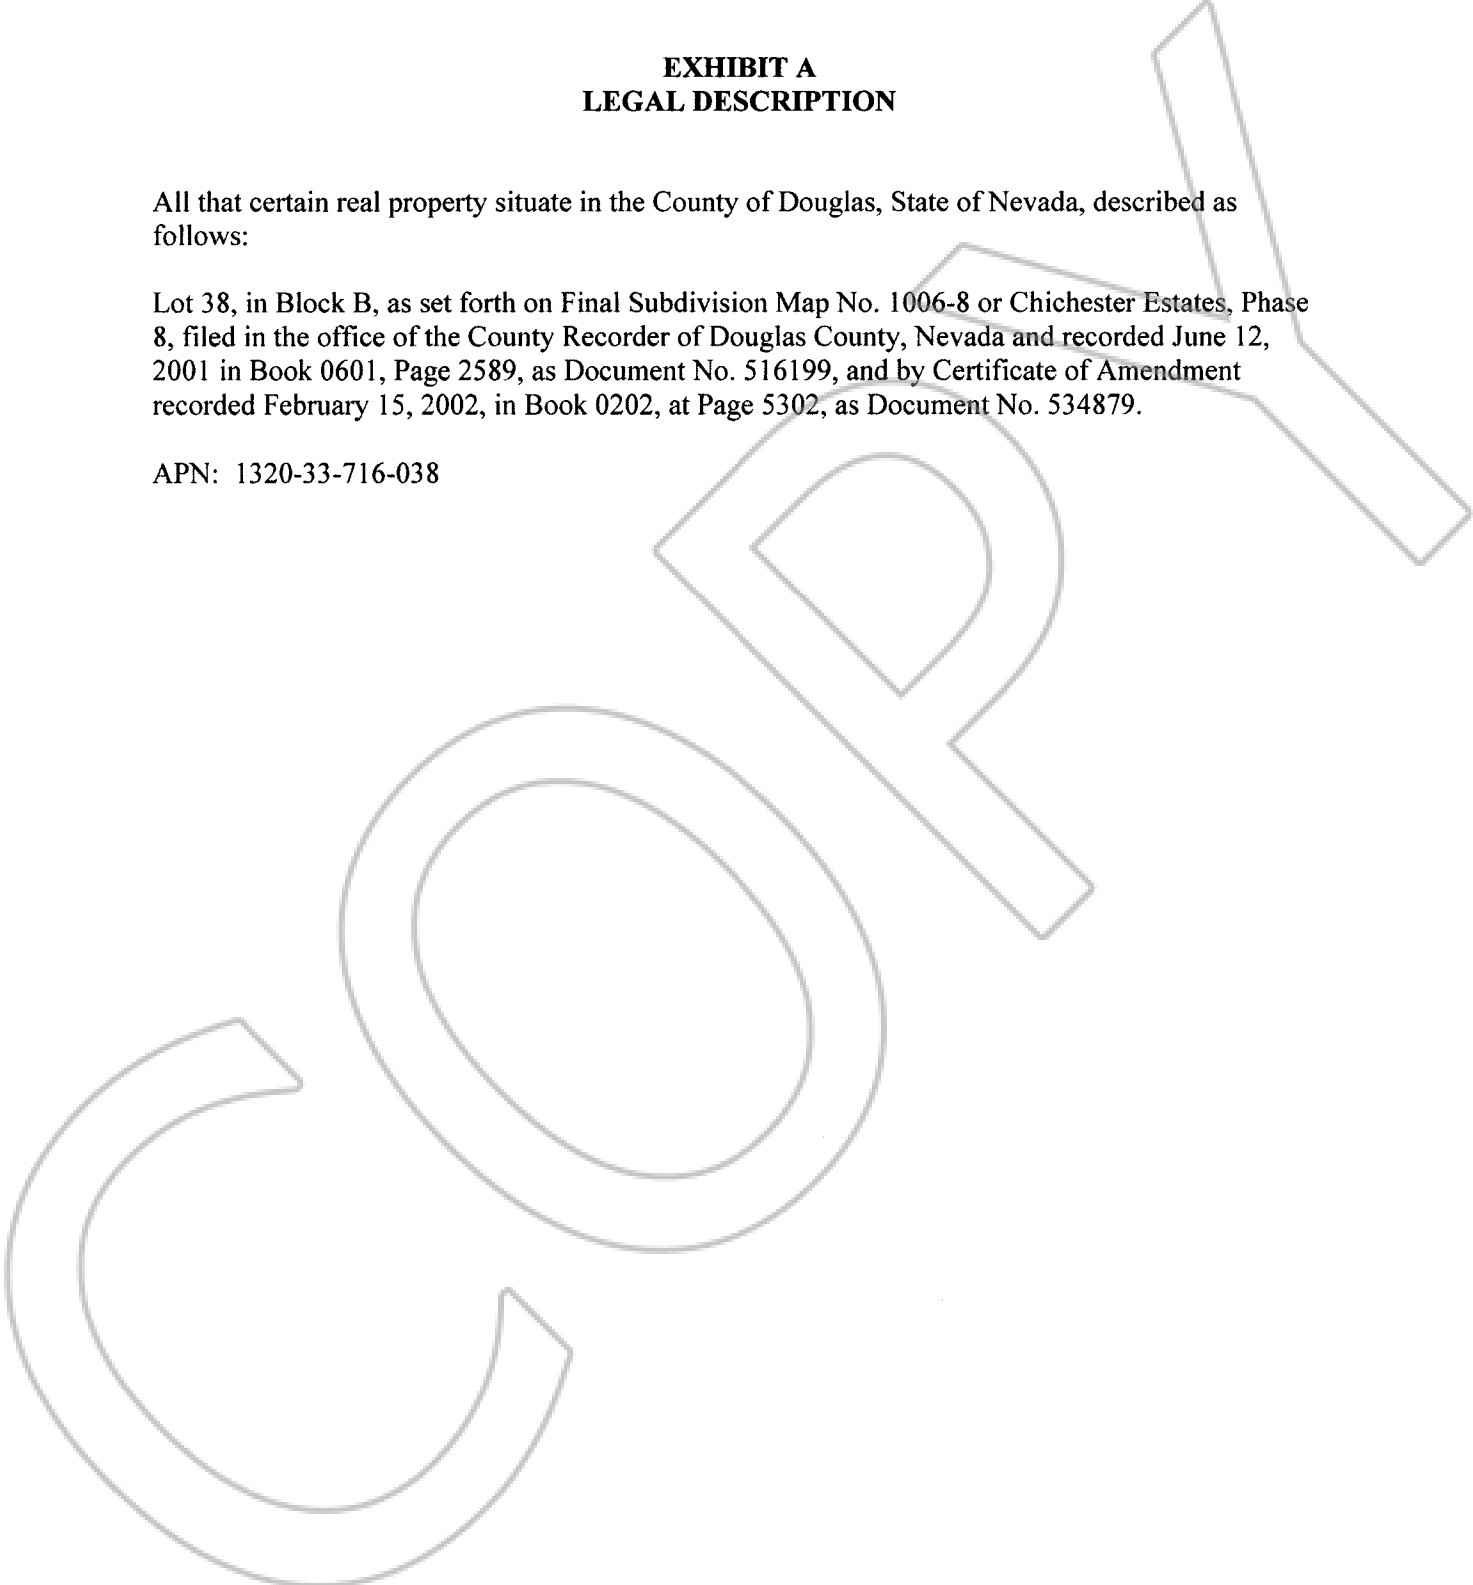 EXHIBIT A
LEGAL DESCRIPTION
All that certain real property situate in the County of Douglas, State of Nevada, described as
follows:
Lot 38, in Block B, as set forth on Final Subdivision Map No. 1006-8 or Chichester Estates, Phase
8, filed in the office of the County Recorder of Douglas County, Nevada and recorded June 12,
2001 in Book 0601, Page 2589, as Document No. 516199, and by Certificate of Amendment
recorded February 15, 2002, in Book 0202, at Page 5302, as Document No. 534879.
APN: 1320-33-716-038
COPY